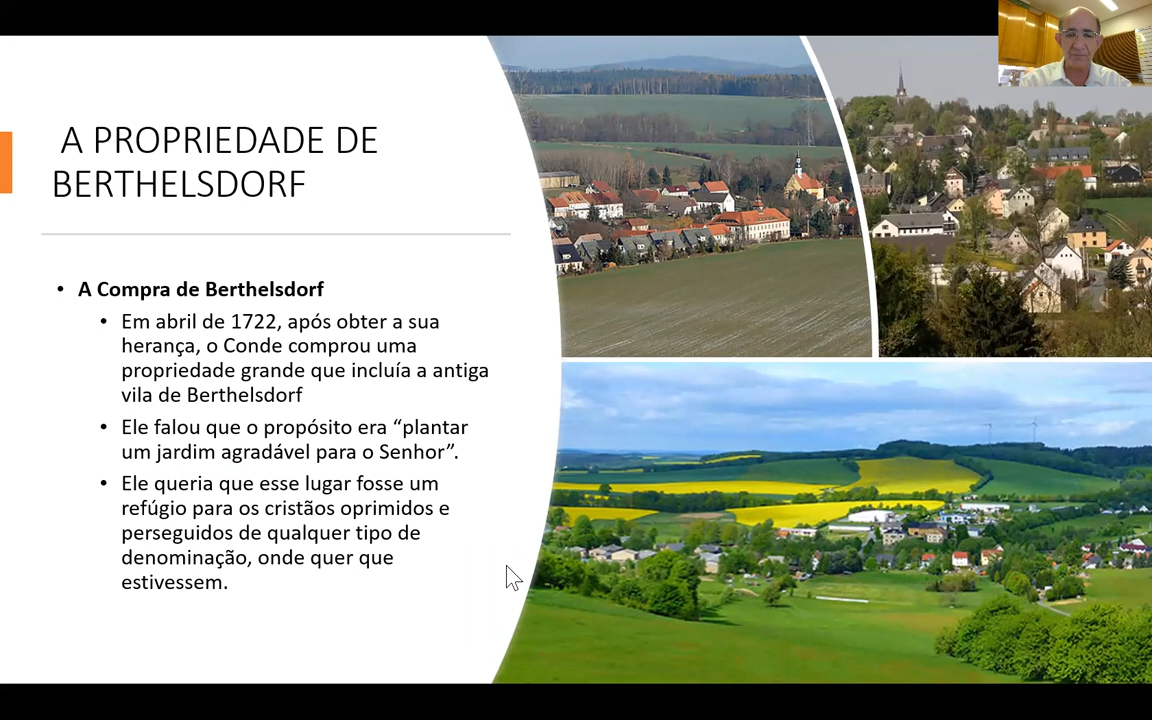 A PROPRIEDADE DE
BERTHELSDORF
• A Compra de Berthelsdorf
• Em abril de 1722, após obter a sua
herança, o Conde comprou uma
propriedade grande que incluía a antiga
vila de Berthelsdorf
• Ele falou que o propósito era “plantar
um jardim agradável para o Senhor”.
• Ele queria que esse lugar fosse um
refúgio para os cristãos oprimidos e
perseguidos de qualquer tipo de
denominação, onde quer que
estivessem.